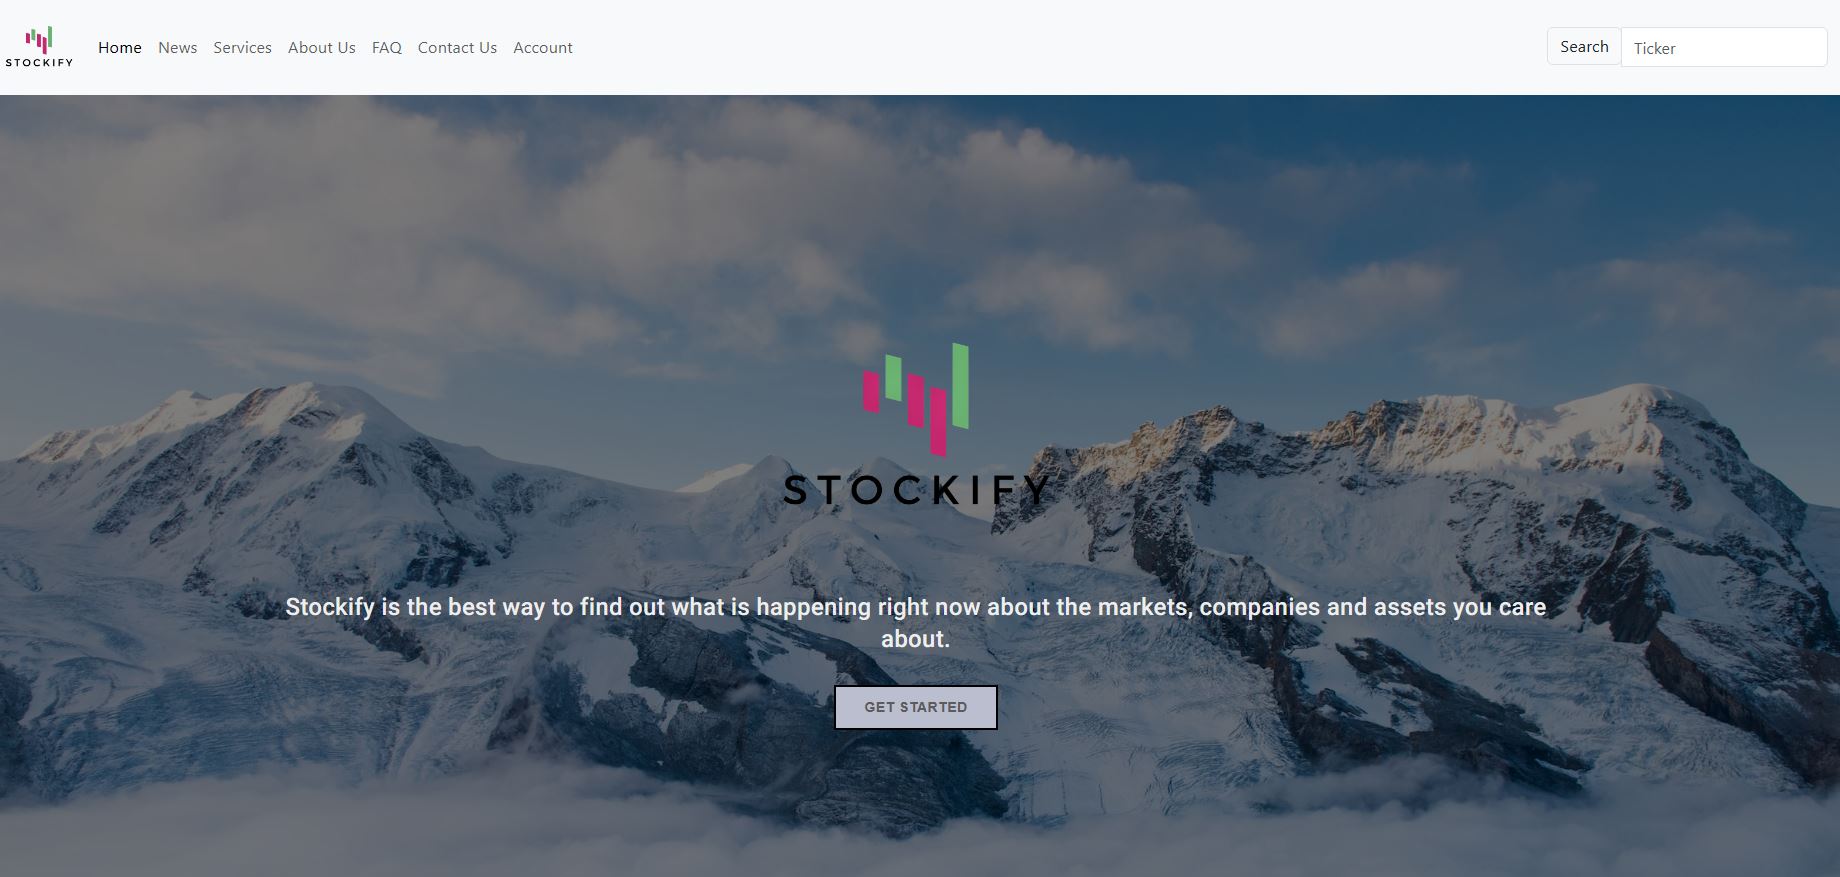 STOCKIFY
Home News Services About Us FAQ Contact Us Account Search Ticker
STOCKIFY
Stockify is the best way to find out what is happening right now about the markets, companies and assets you care
about.
GET STARTED